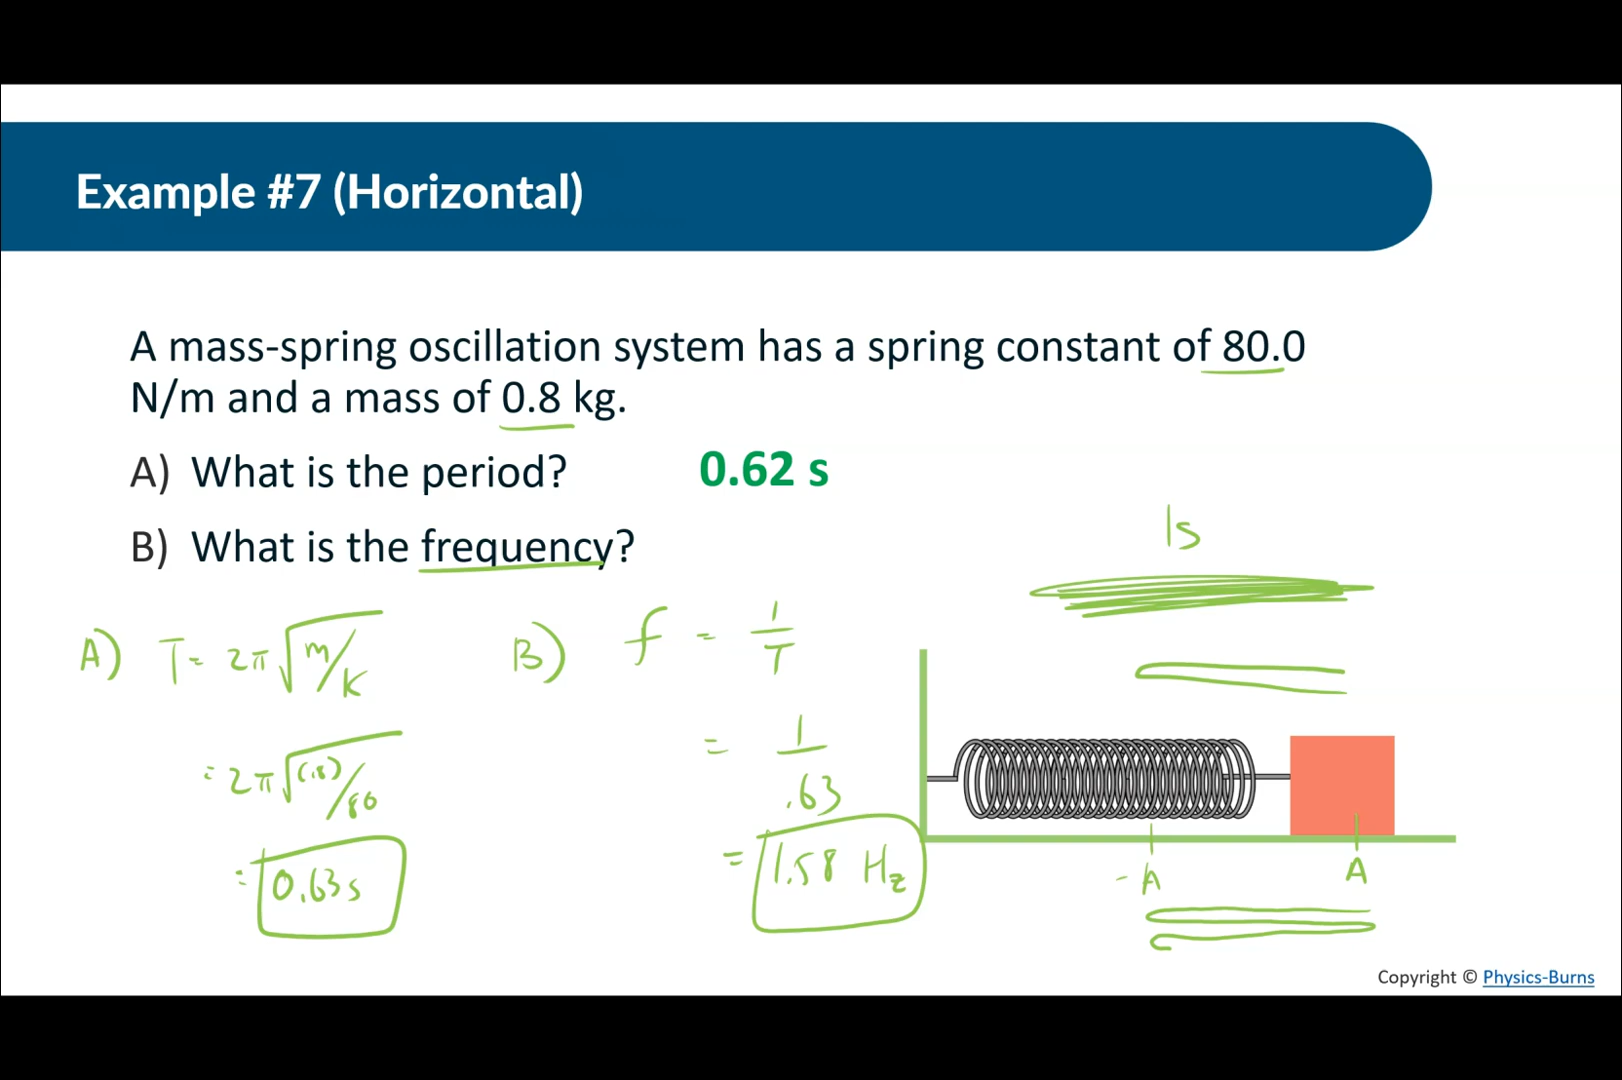 Example #7 (Horizontal)
A mass-spring oscillation system has a spring constant of 80.0
N/m and a mass of 0.8 kg.
A) What is the period? 0.62 s
B) What is the frequency?
1s
A) T = 2π√m/k
= 2π√(.8)/80
= 0.63s
B) f = 1/T
= 1/.63
= 1.58 Hz
-A A
Copyright © Physics-Burns